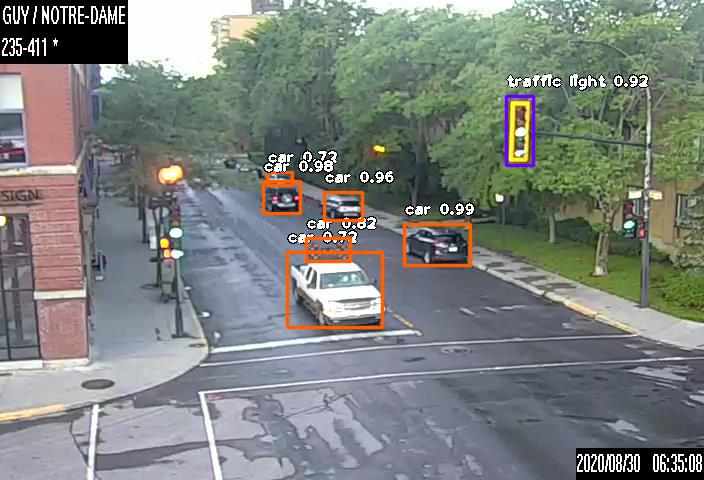 GUY / NOTRE-DAME
235-411 *
traffic light 0.92
car 0.72
car 0.98
car 0.96
car 0.99
car 0.82
car 0.72
SIGN
2020/08/30 06:35:08